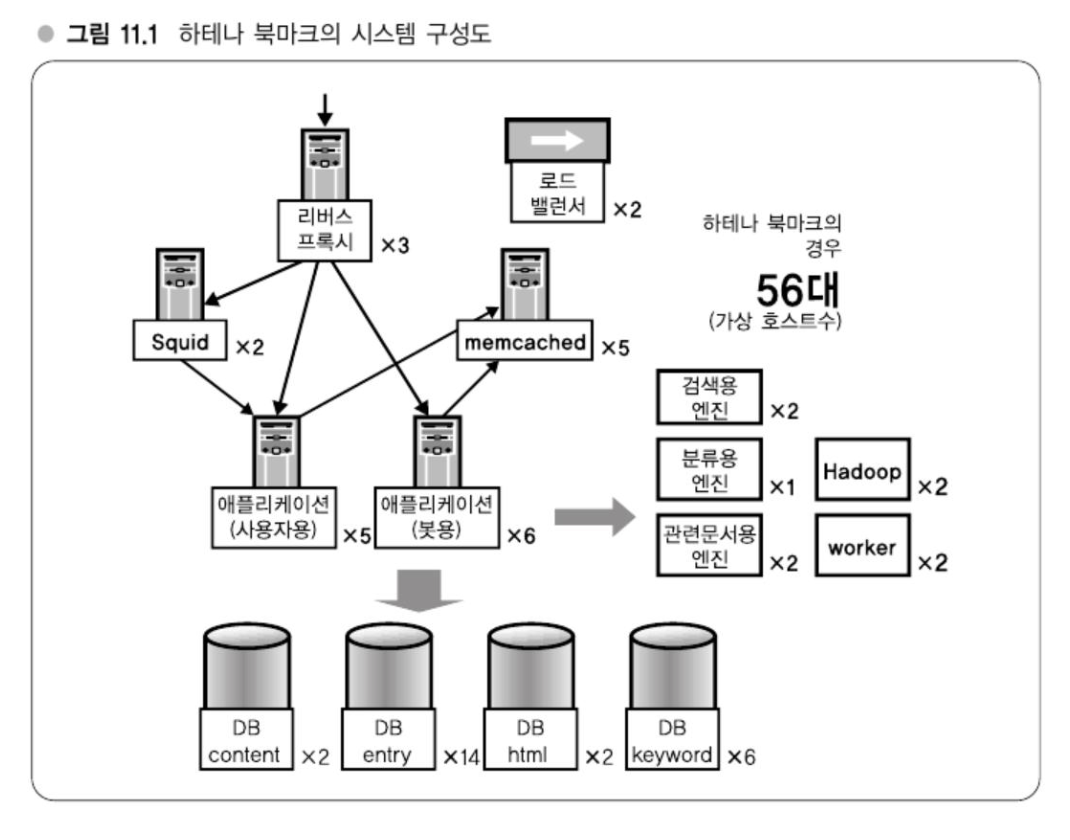 그림 11.1 하테나 북마크의 시스템 구성도
리버스
프록시 ×3
로드
밸런서 ×2
하테나 북마크의
경우
56대
(가상 호스트수)
Squid ×2
memcached ×5
애플리케이션
(사용자용) ×5
애플리케이션
(봇용) ×6
검색용
엔진 ×2
분류용
엔진 ×1
Hadoop ×2
관련문서용
엔진 ×2
worker ×2
DB
content ×2
DB
entry ×14
DB
html ×2
DB
keyword ×6